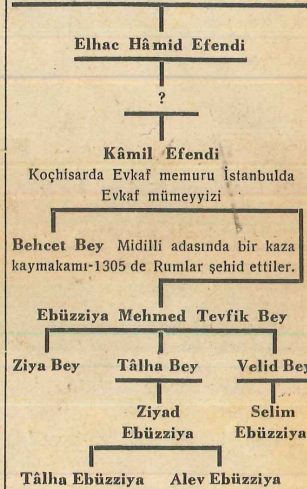 Elhac Hâmid Efendi
?
Kâmil Efendi
Koçhisarda Evkaf memuru İstanbulda
Evkaf mümeyyizi
Behcet Bey Midilli adasında bir kaza
kaymakamı-1305 de Rumlar şehid ettiler.
Ebüzziya Mehmed Tevfik Bey
Ziya Bey Tâlha Bey Velid Bey
Ziyad Selim
Ebüzziya Ebüzziya
Tâlha Ebüzziya Alev Ebüzziya